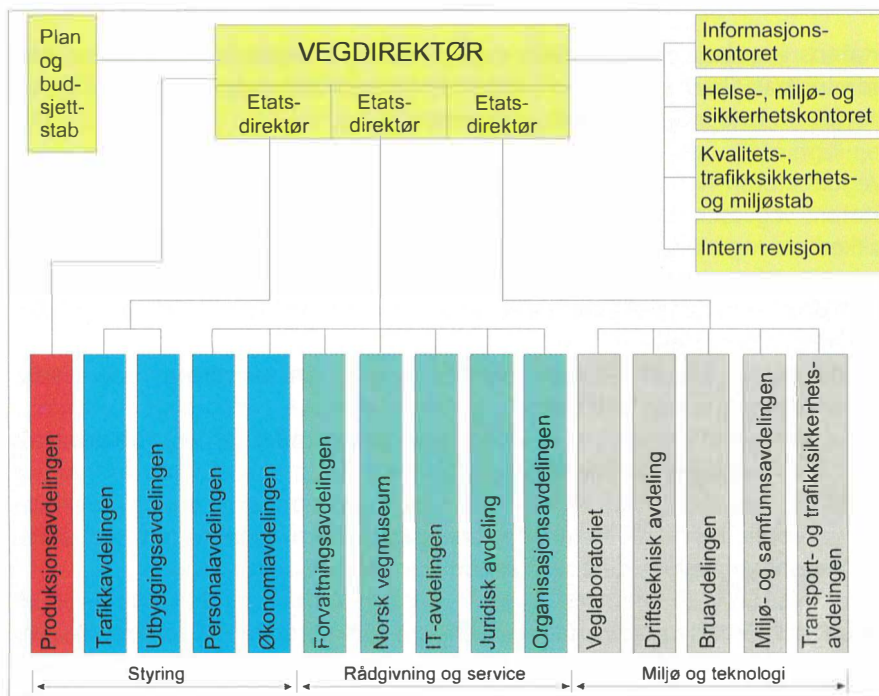 Plan
og
bud-
sjett-
stab
VEGDIREKTØR
Etats-
direktør
Etats-
direktør
Etats-
direktør
Informasjons-
kontoret
Helse-, miljø- og
sikkerhetskontoret
Kvalitets-,
trafikksikkerhets-
og miljøstab
Intern revisjon
Produksjonsavdelingen
Trafikkavdelingen
Utbyggingsavdelingen
Personalavdelingen
Økonomiavdelingen
Forvaltningsavdelingen
Norsk vegmuseum
IT-avdelingen
Juridisk avdeling
Organisasjonsavdelingen
Veglaboratoriet
Driftsteknisk avdeling
Bruavdelingen
Miljø- og samfunnsavdelingen
Transport- og trafikksikkerhets-
avdelingen
Styring
Rådgivning og service
Miljø og teknologi